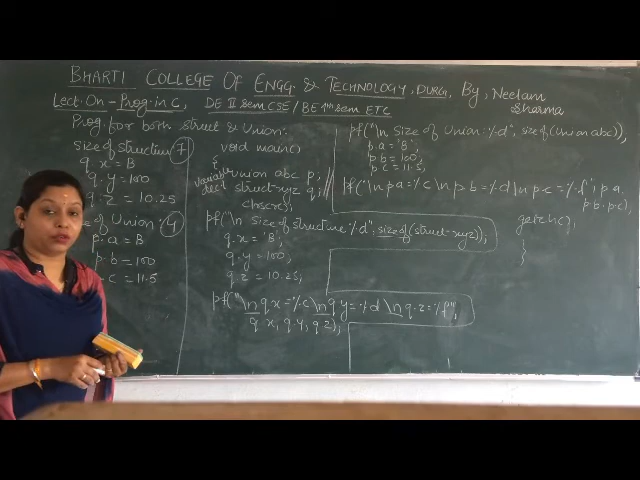 BHARTI COLLEGE OF ENGG. & TECHNOLOGY, DURG, By, Neelam Sharma
Lect. On - Prog. in C, DE II sem CSE / BE 1st sem ETC
Prog. for both struct & Union:
size of structure 7
q.x = B
q.y = 100
q.z = 10.25
e of Union: 4
p.a = B
p.b = 100
p.c = 11.5
void main()
{
union abc p;
struct xyz q;
clrscr();
pf("\n size of structure %d", size of (struct xyz));
q.x = 'B';
q.y = 100;
q.z = 10.25;
pf("\n q.x = %c \n q.y = %d \n q.z = %f",
q.x, q.y, q.z);
pf("\n size of Union: %d", size of (union abc));
p.a = 'B';
p.b = 100;
p.c = 11.5;
pf("\n p.a = %c \n p.b = %d \n p.c = %f", p.a,
p.b, p.c);
getch();
}